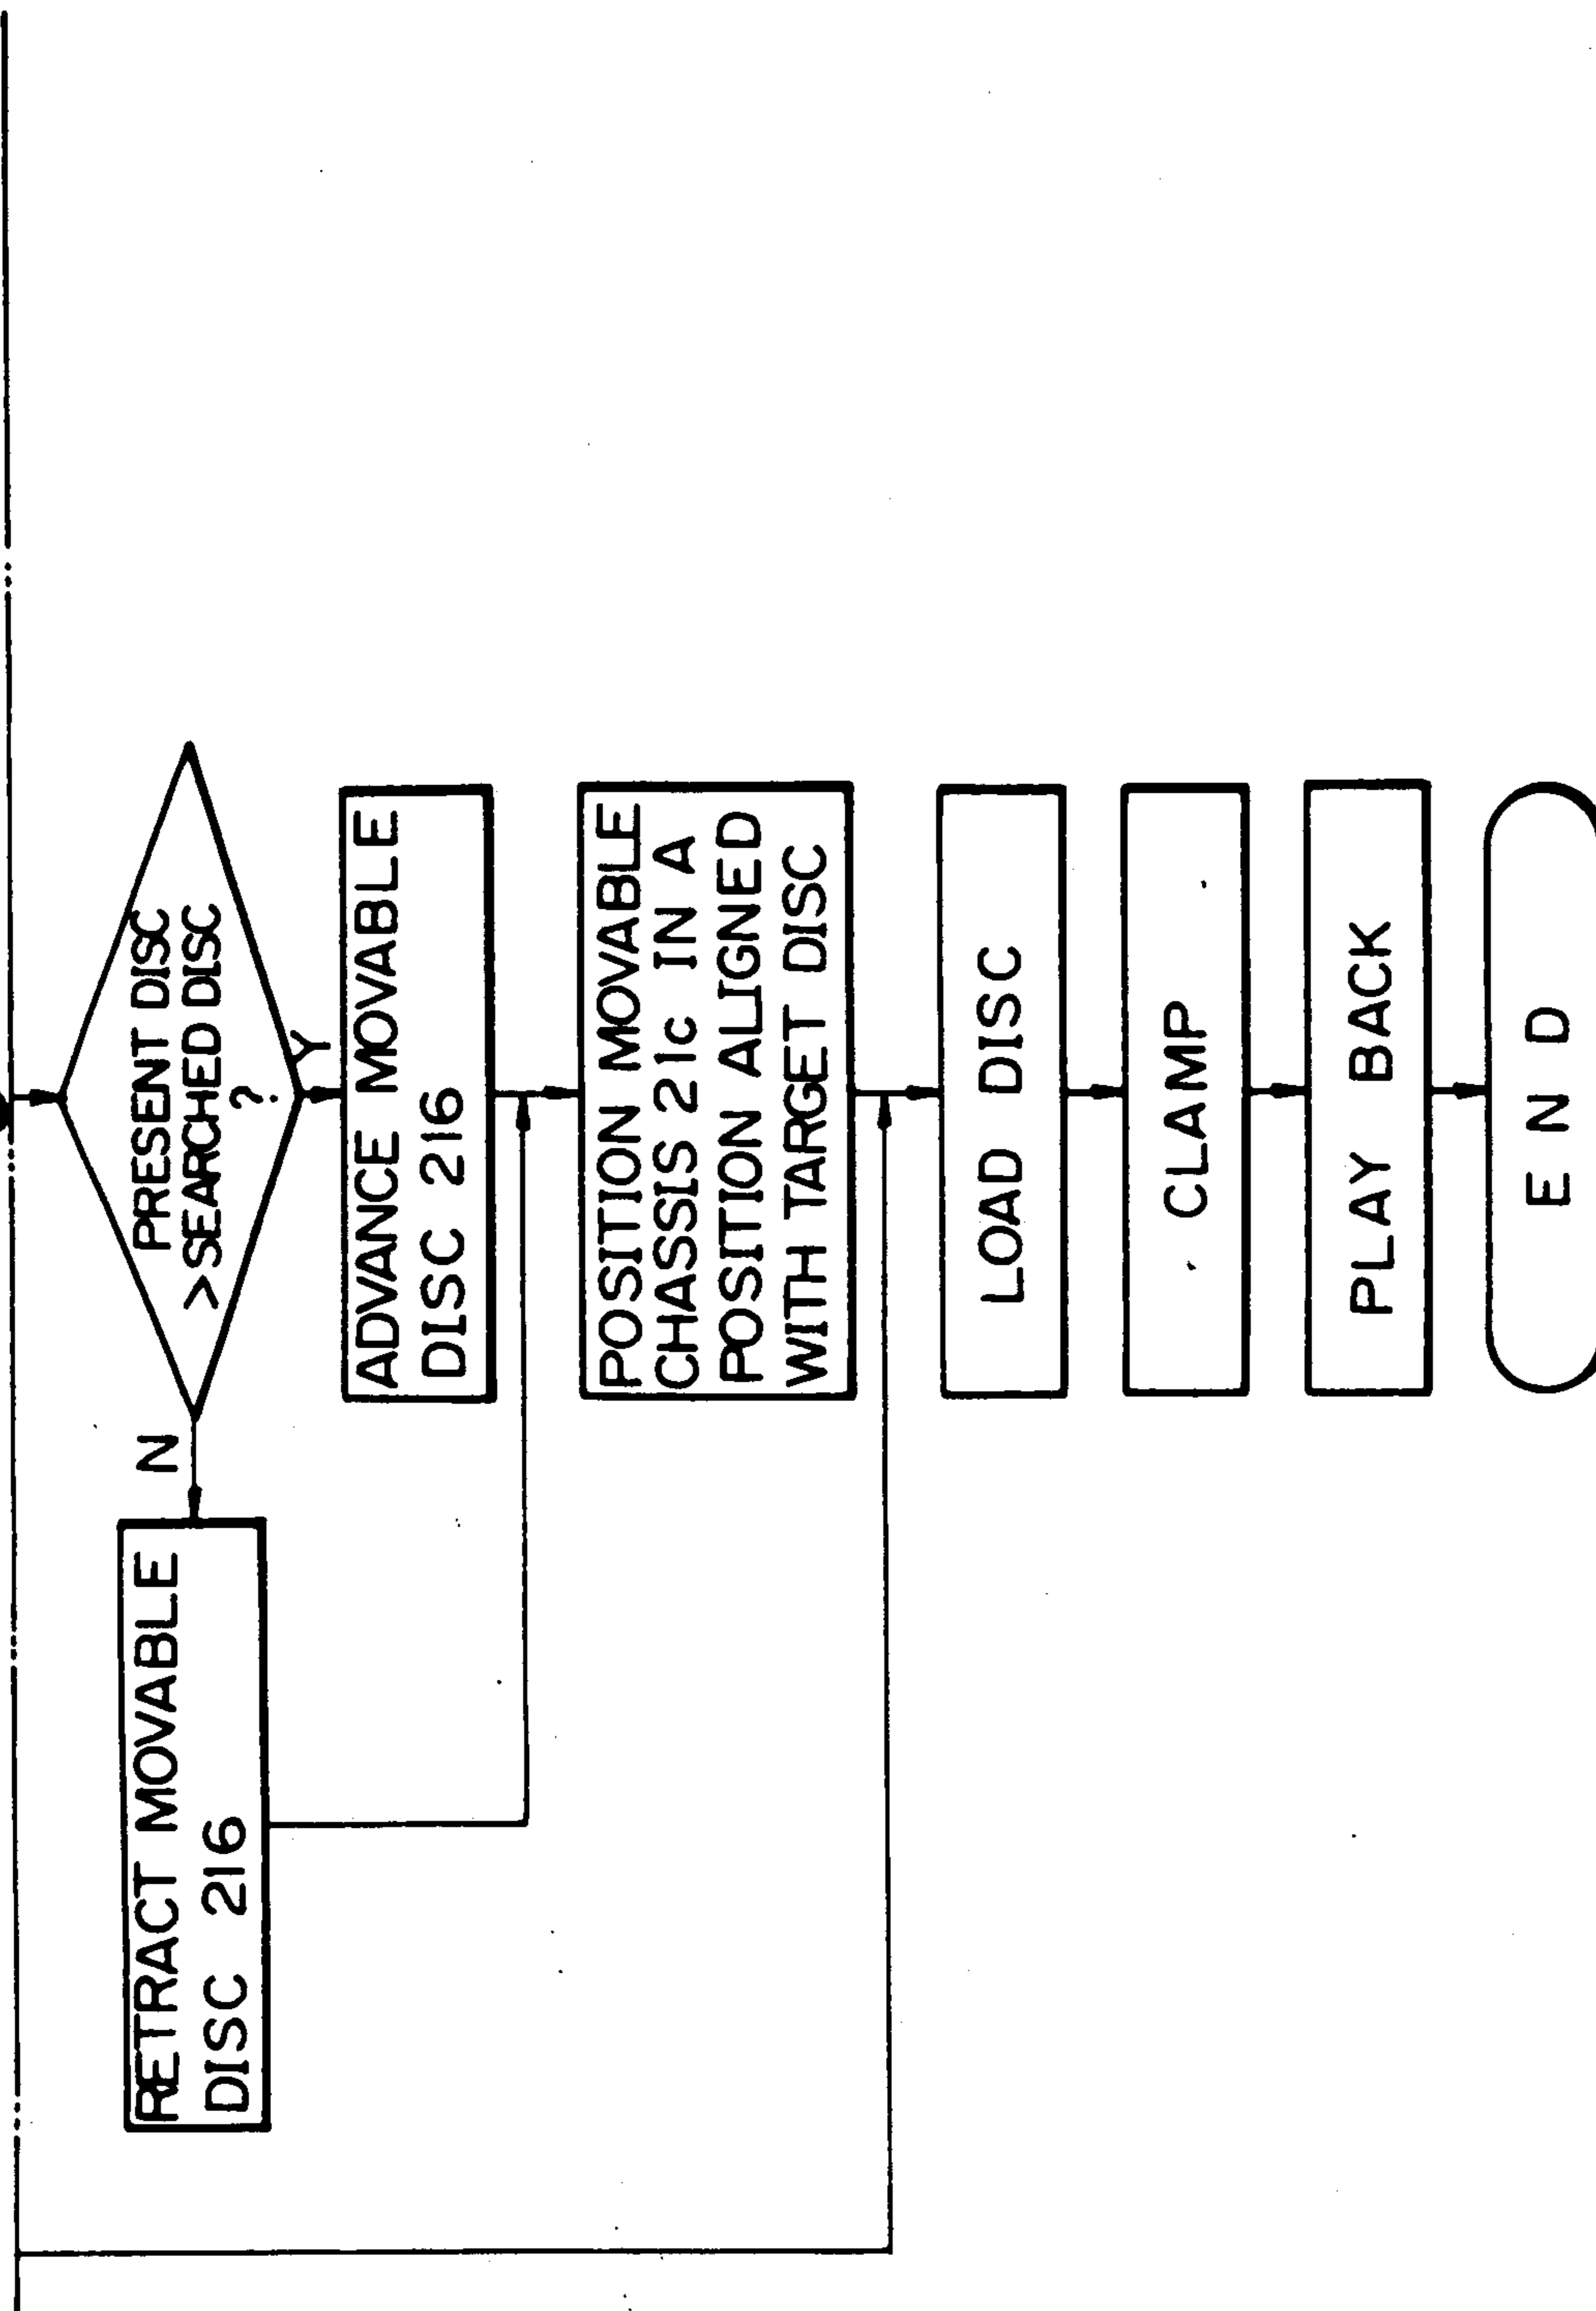 PRESENT DISC
>SEARCHED DISC
?
N
Y
RETRACT MOVABLE
DISC 216
ADVANCE MOVABLE
DISC 216
POSITION MOVABLE
CHASSIS 21c IN A
POSITION ALIGNED
WITH TARGET DISC
LOAD DISC
CLAMP
PLAY BACK
END